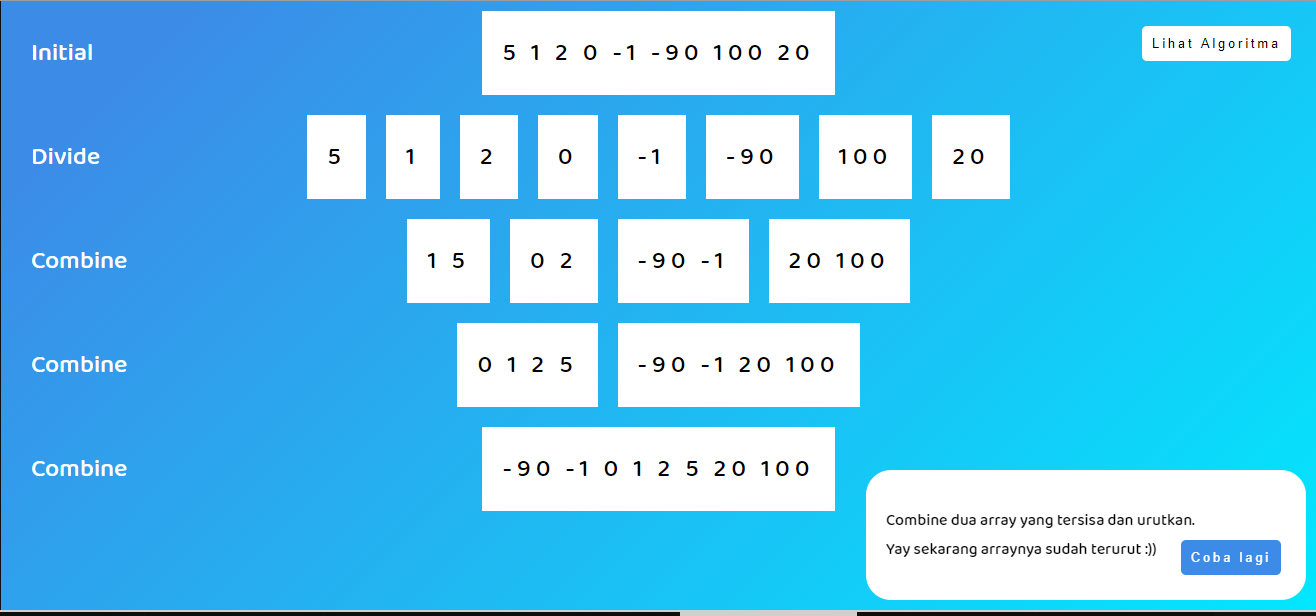 Initial
5 1 2 0 -1 -90 100 20
Lihat Algoritma
Divide
5 1 2 0 -1 -90 100 20
Combine
1 5 0 2 -90 -1 20 100
Combine
0 1 2 5 -90 -1 20 100
Combine
-90 -1 0 1 2 5 20 100
Combine dua array yang tersisa dan urutkan.
Yay sekarang arraynya sudah terurut :))
Coba lagi